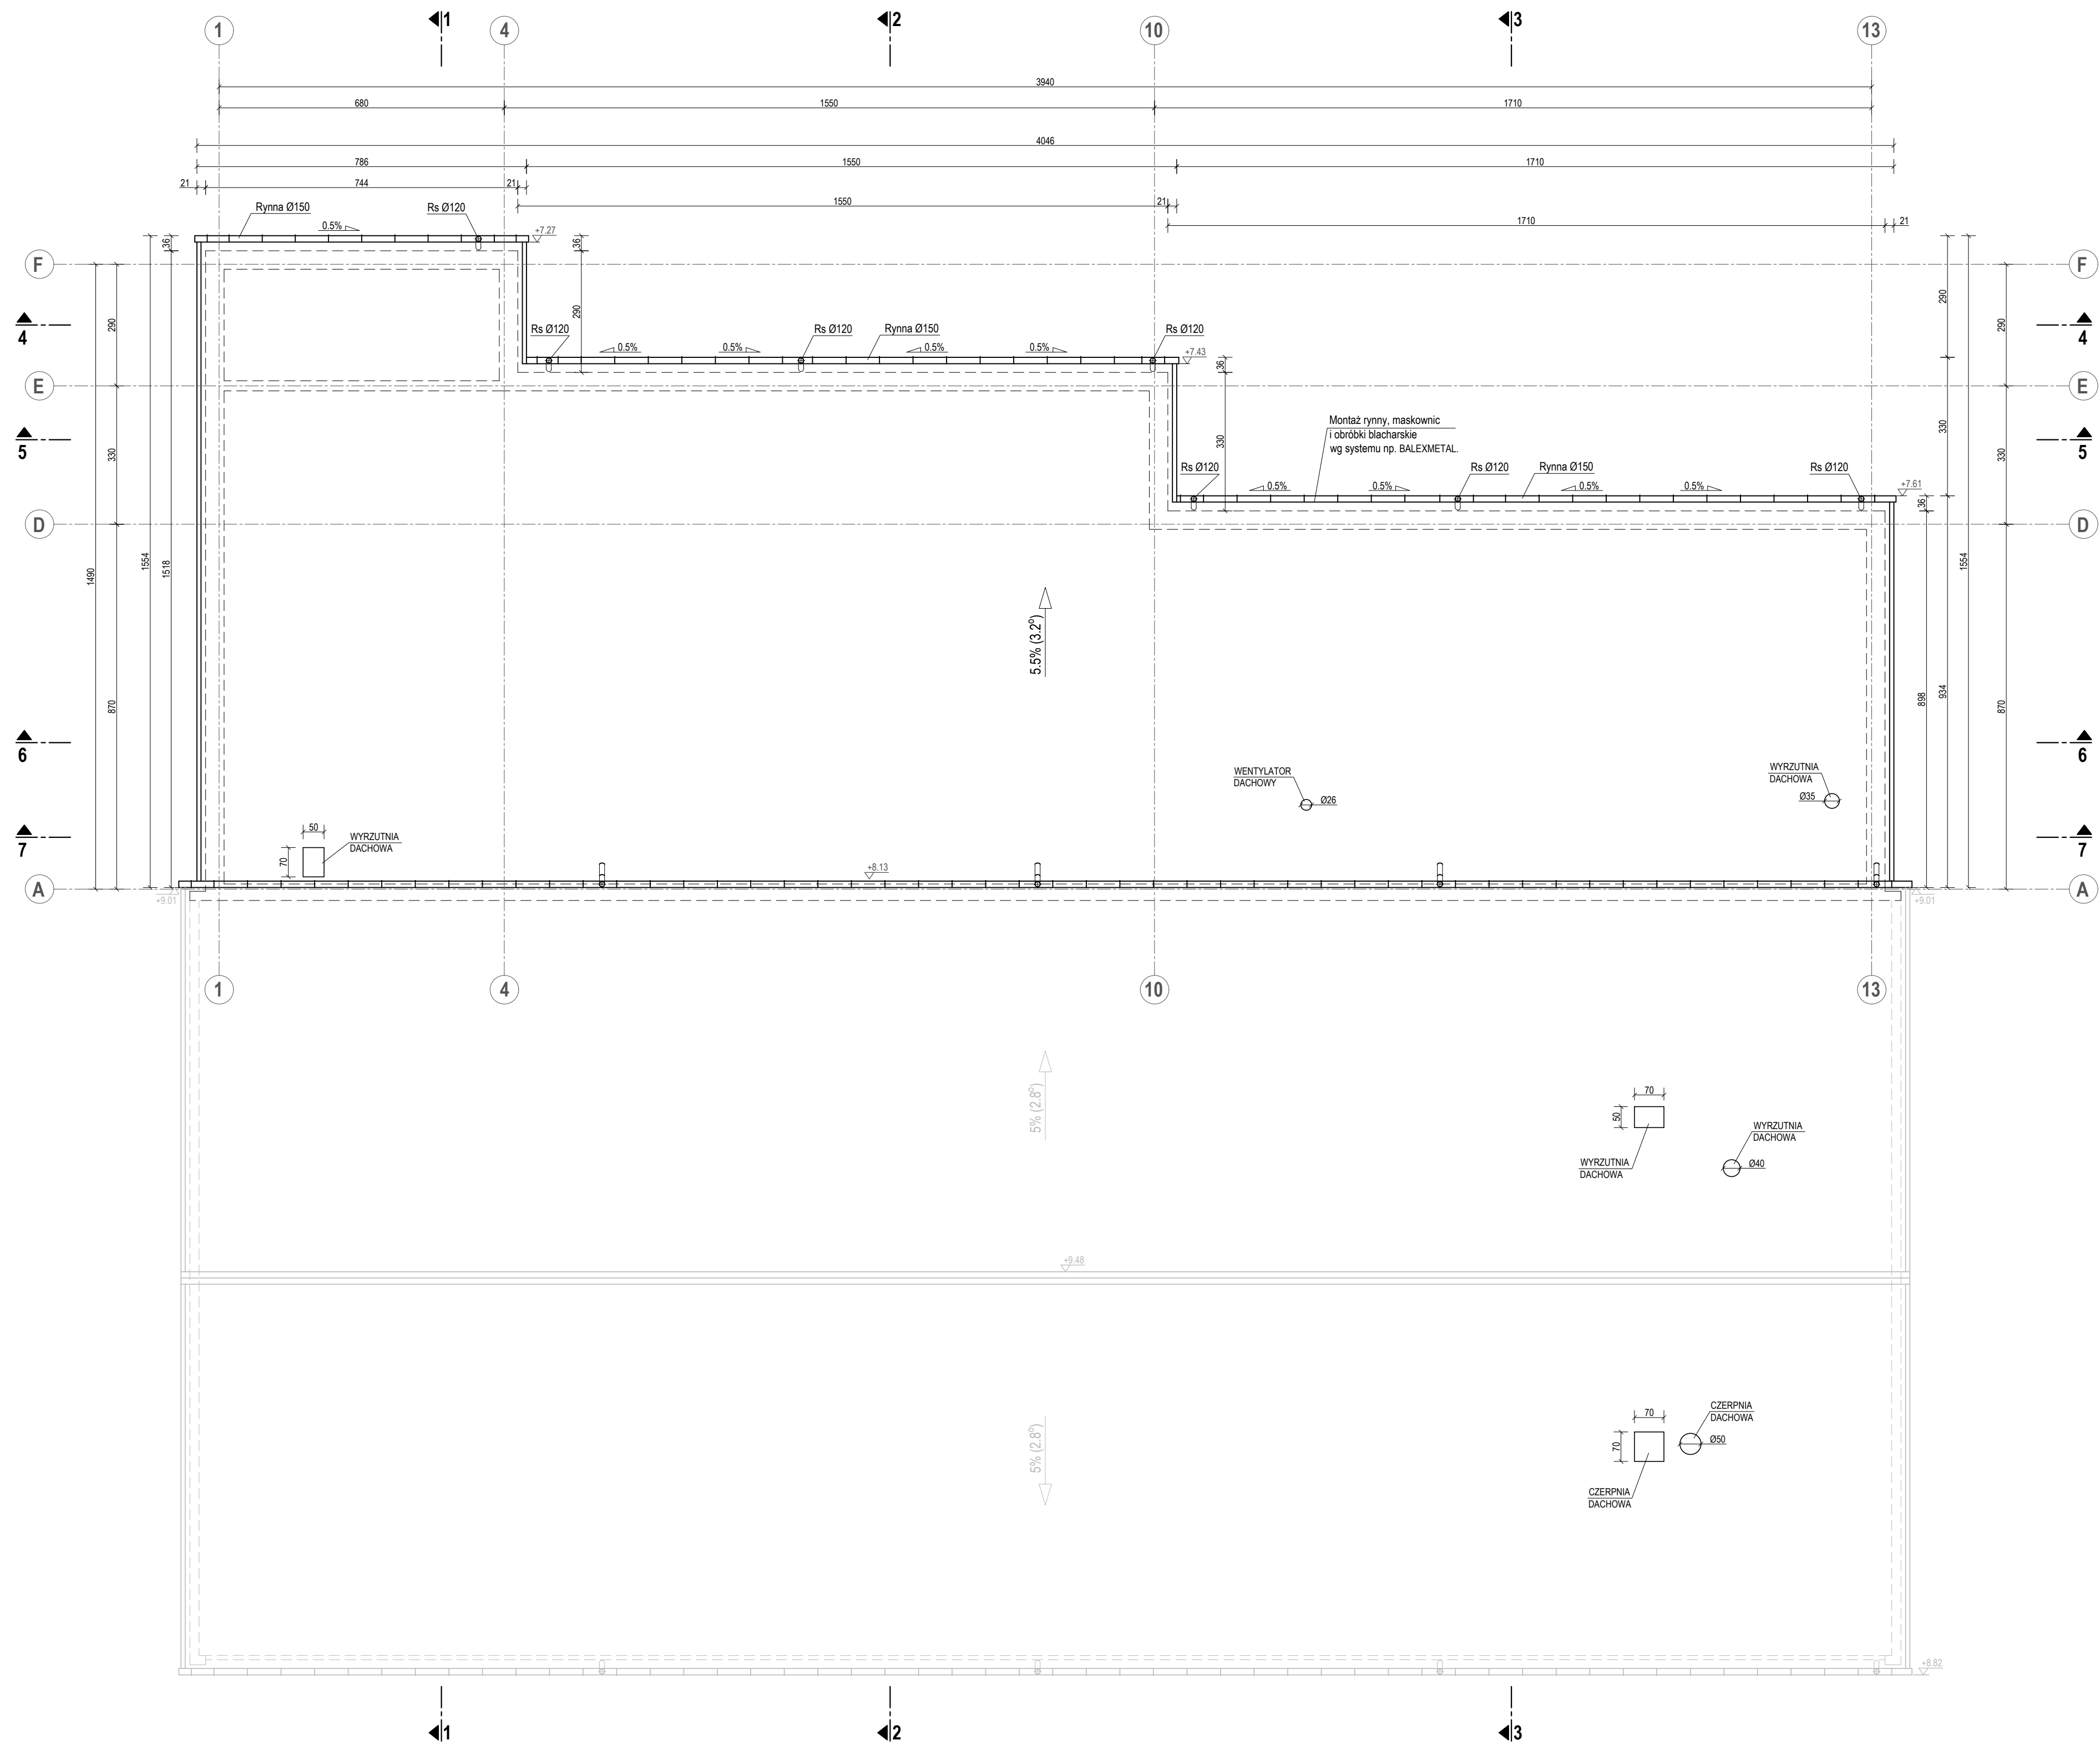 1
2
3
1
4
10
13
3940
680
1550
1710
4046
786
1550
1710
21
744
21
1550
21
1710
21
Rynna Ø150
0.5%
Rs Ø120
+7.27
36
36
F
F
290
290
290
290
4
4
Rs Ø120
0.5%
0.5%
Rs Ø120
Rynna Ø150
0.5%
0.5%
Rs Ø120
+7.43
36
E
E
5
5
330
330
330
330
Montaż rynny, maskownic
i obróbki blacharskie
wg systemu np. BALEXMETAL.
Rs Ø120
0.5%
0.5%
Rs Ø120
Rynna Ø150
0.5%
0.5%
Rs Ø120
+7.61
36
D
D
1490
1554
1518
1554
5.5% (3.2°)
870
898
934
870
6
6
WENTYLATOR
DACHOWY
Ø26
WYRZUTNIA
DACHOWA
Ø35
50
70
WYRZUTNIA
DACHOWA
7
7
+8.13
A
A
+9.01
+9.01
1
4
10
13
5% (2.8°)
70
50
WYRZUTNIA
DACHOWA
WYRZUTNIA
DACHOWA
Ø40
+9.48
5% (2.8°)
70
70
CZERPNIA
DACHOWA
Ø50
CZERPNIA
DACHOWA
+8.82
1
2
3